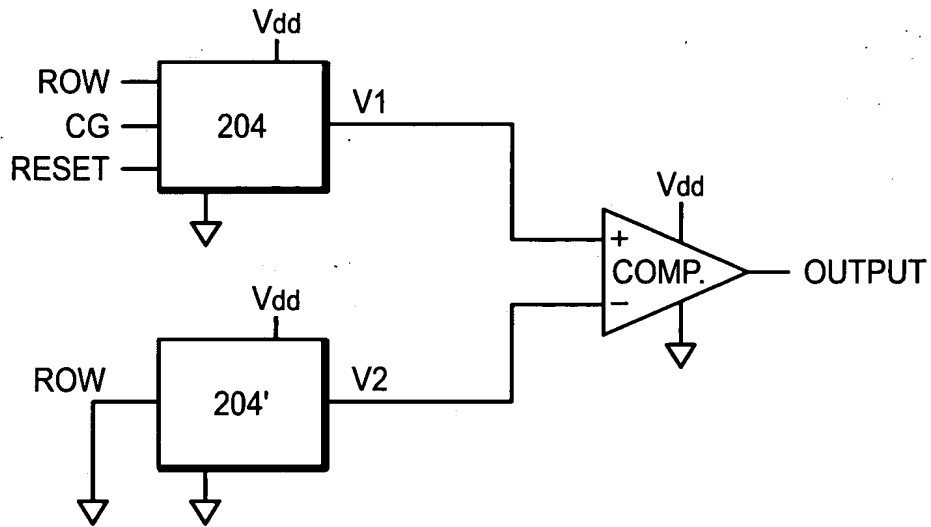 Vdd
ROW
CG
RESET
204
V1
Vdd
+
COMP.
−
OUTPUT
Vdd
ROW
204'
V2